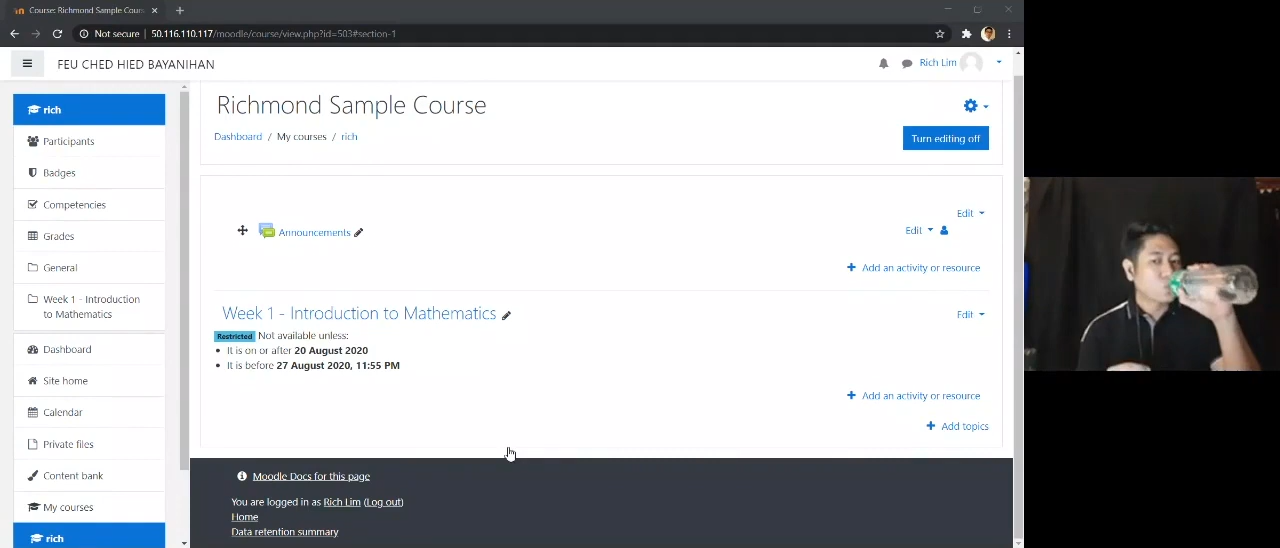 Course: Richmond Sample Cours
Not secure | 50.116.110.117/moodle/course/view.php?id=503#section-1
FEU CHED HIED BAYANIHAN
Rich Lim
rich
Participants
Badges
Competencies
Grades
General
Week 1 - Introduction
to Mathematics
Dashboard
Site home
Calendar
Private files
Content bank
My courses
rich
Richmond Sample Course
Dashboard / My courses / rich
Turn editing off
Edit
Announcements
Edit
Add an activity or resource
Week 1 - Introduction to Mathematics
Edit
Restricted Not available unless:
It is on or after 20 August 2020
It is before 27 August 2020, 11:55 PM
Add an activity or resource
Add topics
Moodle Docs for this page
You are logged in as Rich Lim (Log out)
Home
Data retention summary